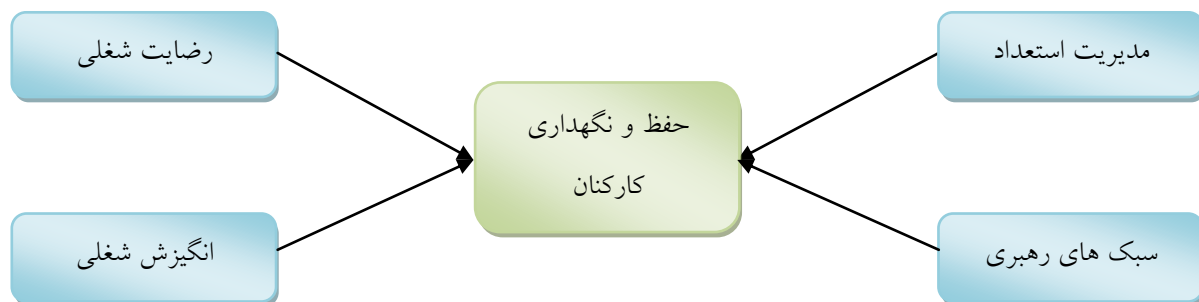 مدیریت استعداد
رضایت شغلی
حفظ و نگهداری
کارکنان
سبک های رهبری
انگیزش شغلی